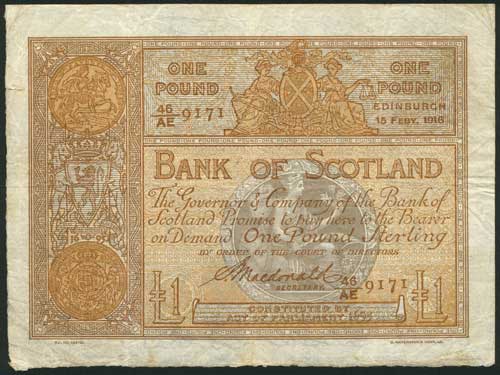 ONE POUND
ONE POUND
46/AE 9171
EDINBURGH
15 FEBY. 1916
BANK OF SCOTLAND
The Governor & Company of the Bank of
Scotland Promise to pay here to the Bearer
on Demand One Pound Sterling
BY ORDER OF THE COURT OF DIRECTORS
SECRETARY.
46/AE 9171
£1
£1
CONSTITUTED BY
ACT OF PARLIAMENT 1695